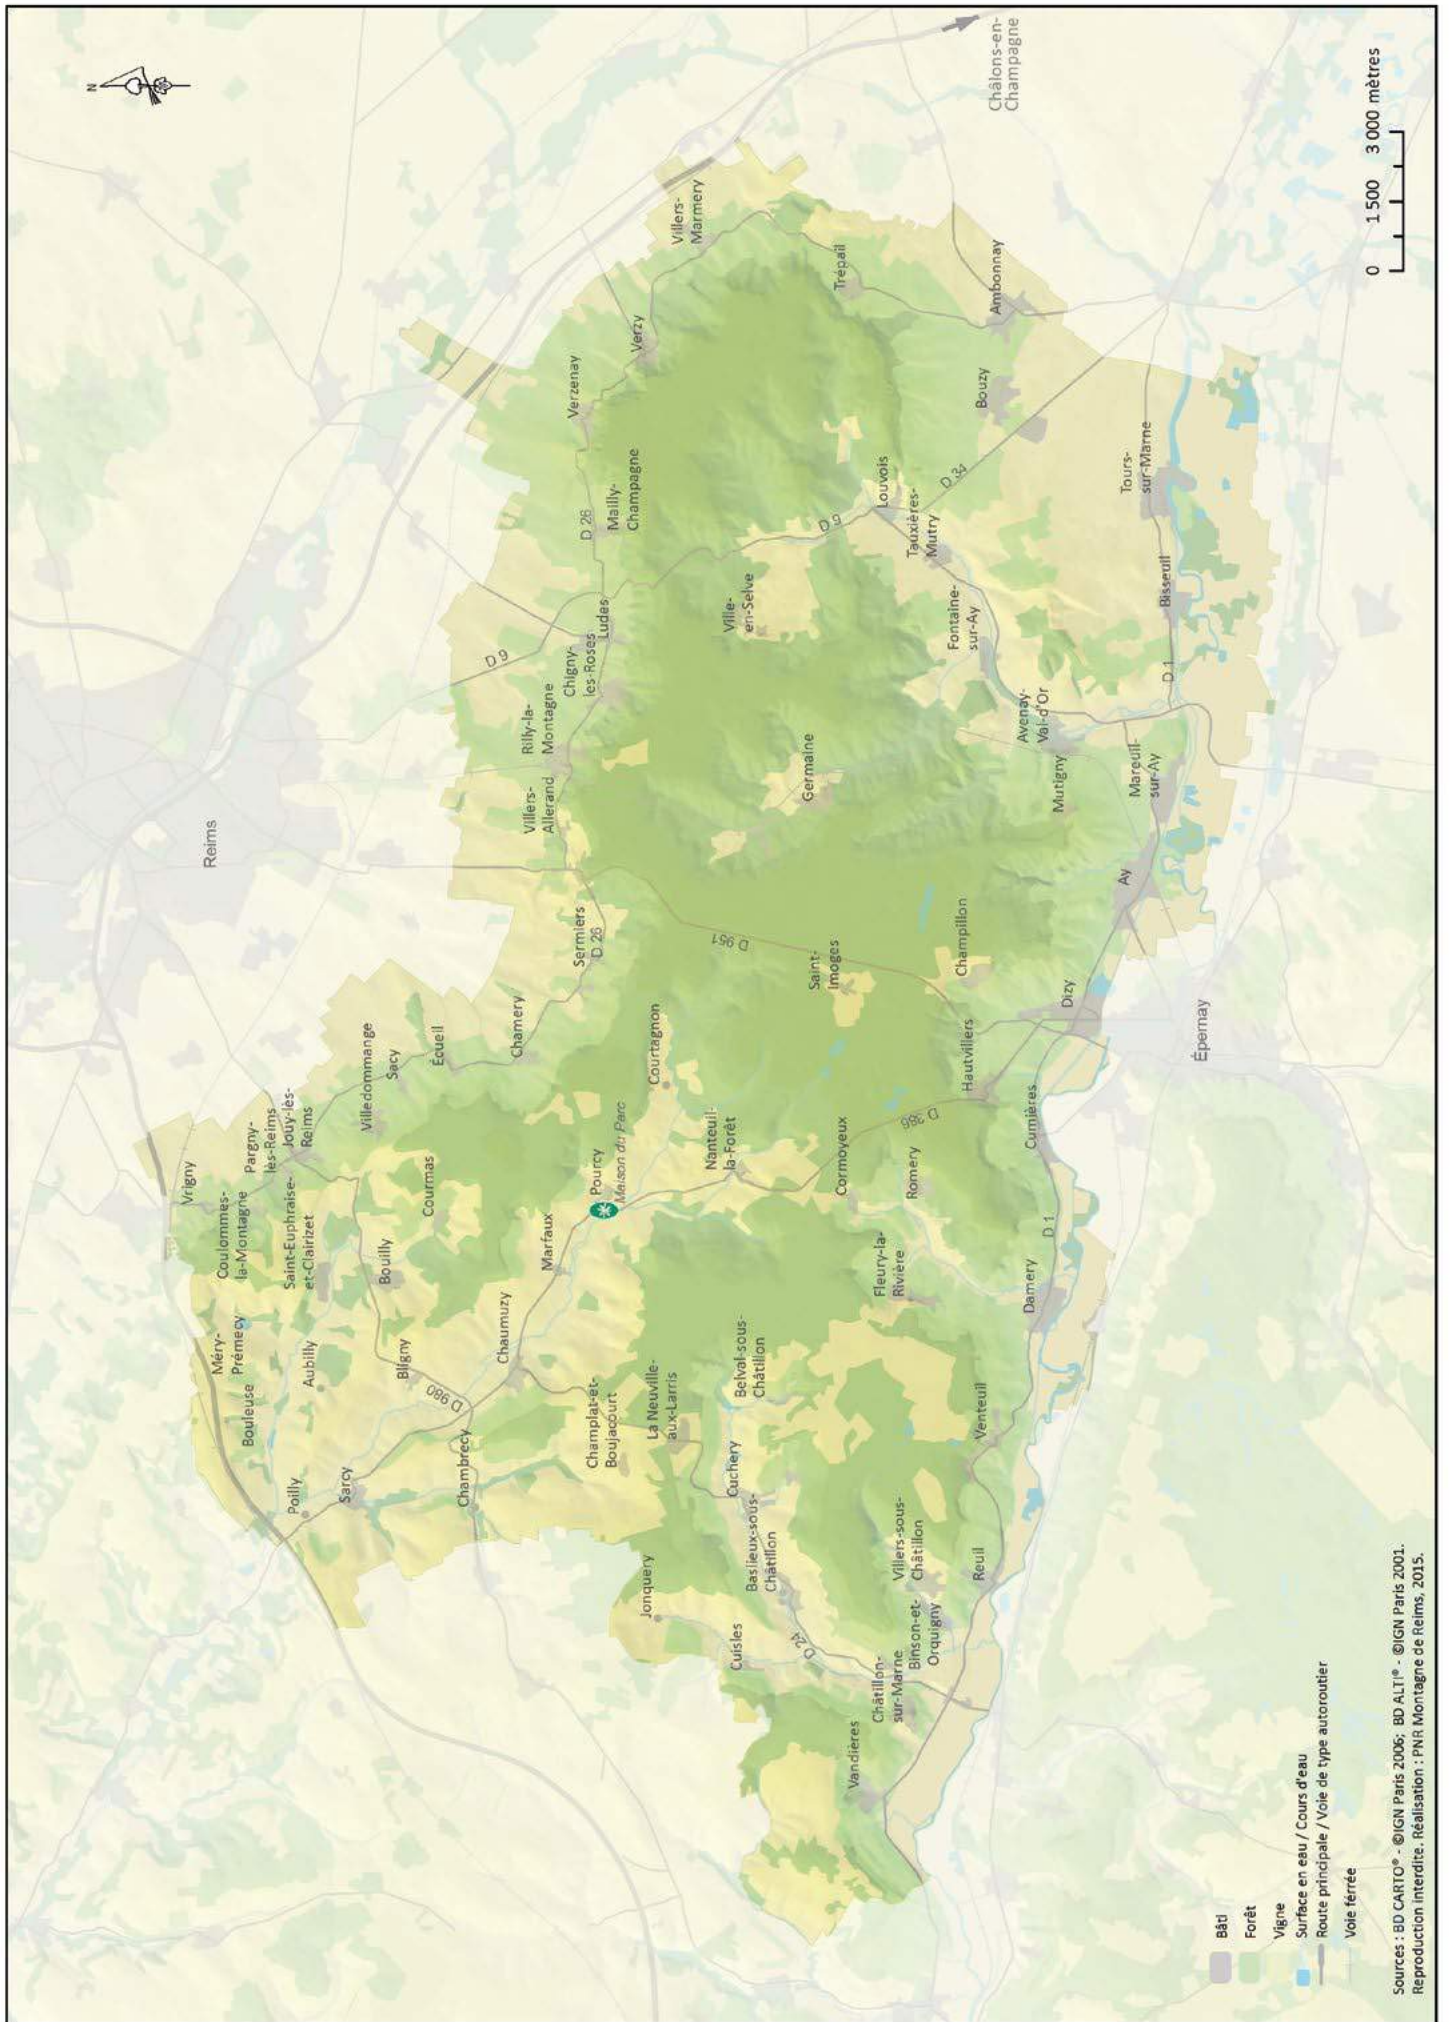 N
Châlons-en-
Champagne
Reims
Villers-
Marmery
Verzy
Verzenay
Trépail
Ambonnay
Bouzy
Mailly-
Champagne
D 26
Louvois
D 34
D 9
Tauxières-
Mutry
Tours-
sur-Marne
Ludes
Chigny-
les-Roses
D 9
Ville-
en-Selve
Fontaine-
sur-Ay
Bisseuil
D 1
Rilly-la-
Montagne
Villers-
Allerand
Germaine
Avenay-
Val-d'Or
Mutigny
Mareuil-
sur-Ay
Ay
Sermiers
D 26
D 951
Saint-
Imoges
Champillon
Dizy
Épernay
Chamery
Écueil
Sacy
Villedommange
Courtagnon
Hautvillers
Cumières
Jouy-lès-
Reims
Pargny-
lès-Reims
Vrigny
Coulommes-
la-Montagne
Saint-Euphraise-
et-Clairizet
Courmas
Bouilly
Pourcy
Maison du Parc
Nanteuil-
la-Forêt
D 386
Cormoyeux
Romery
Marfaux
Chaumuzy
Fleury-la-
Rivière
Damery
D 1
Méry-
Prémecy
Bouleuse
Aubilly
Bligny
D 980
Poilly
Sarcy
Chambrecy
Champlat-et-
Boujacourt
La Neuville-
aux-Larris
Belval-sous-
Châtillon
Cuchery
Baslieux-sous-
Châtillon
Venteuil
Villers-sous-
Châtillon
Reuil
Jonquery
Cuisles
D 24
Binson-et-
Orquigny
Châtillon-
sur-Marne
Vandières
0 1 500 3 000 mètres
Bâti
Forêt
Vigne
Surface en eau / Cours d'eau
Route principale / Voie de type autoroutier
Voie férrée
Sources : BD CARTO® - ©IGN Paris 2006; BD ALTI® - ©IGN Paris 2001.
Reproduction interdite. Réalisation : PNR Montagne de Reims, 2015.